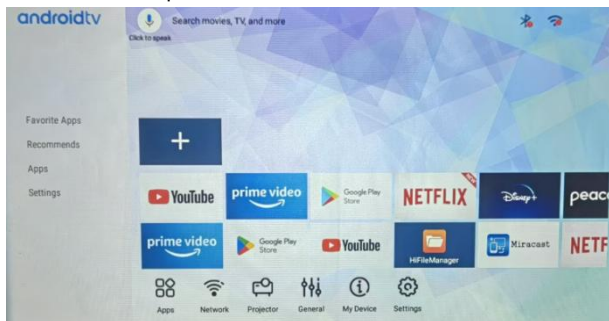 androidtv
Search movies, TV, and more
Click to speak
Favorite Apps
Recommends
Apps
Settings
YouTube
prime video
Google Play
Store
NETFLIX
NEW
Disney+
peac
prime video
Google Play
Store
YouTube
HiFileManager
Miracast
NETF
Apps
Network
Projector
General
My Device
Settings